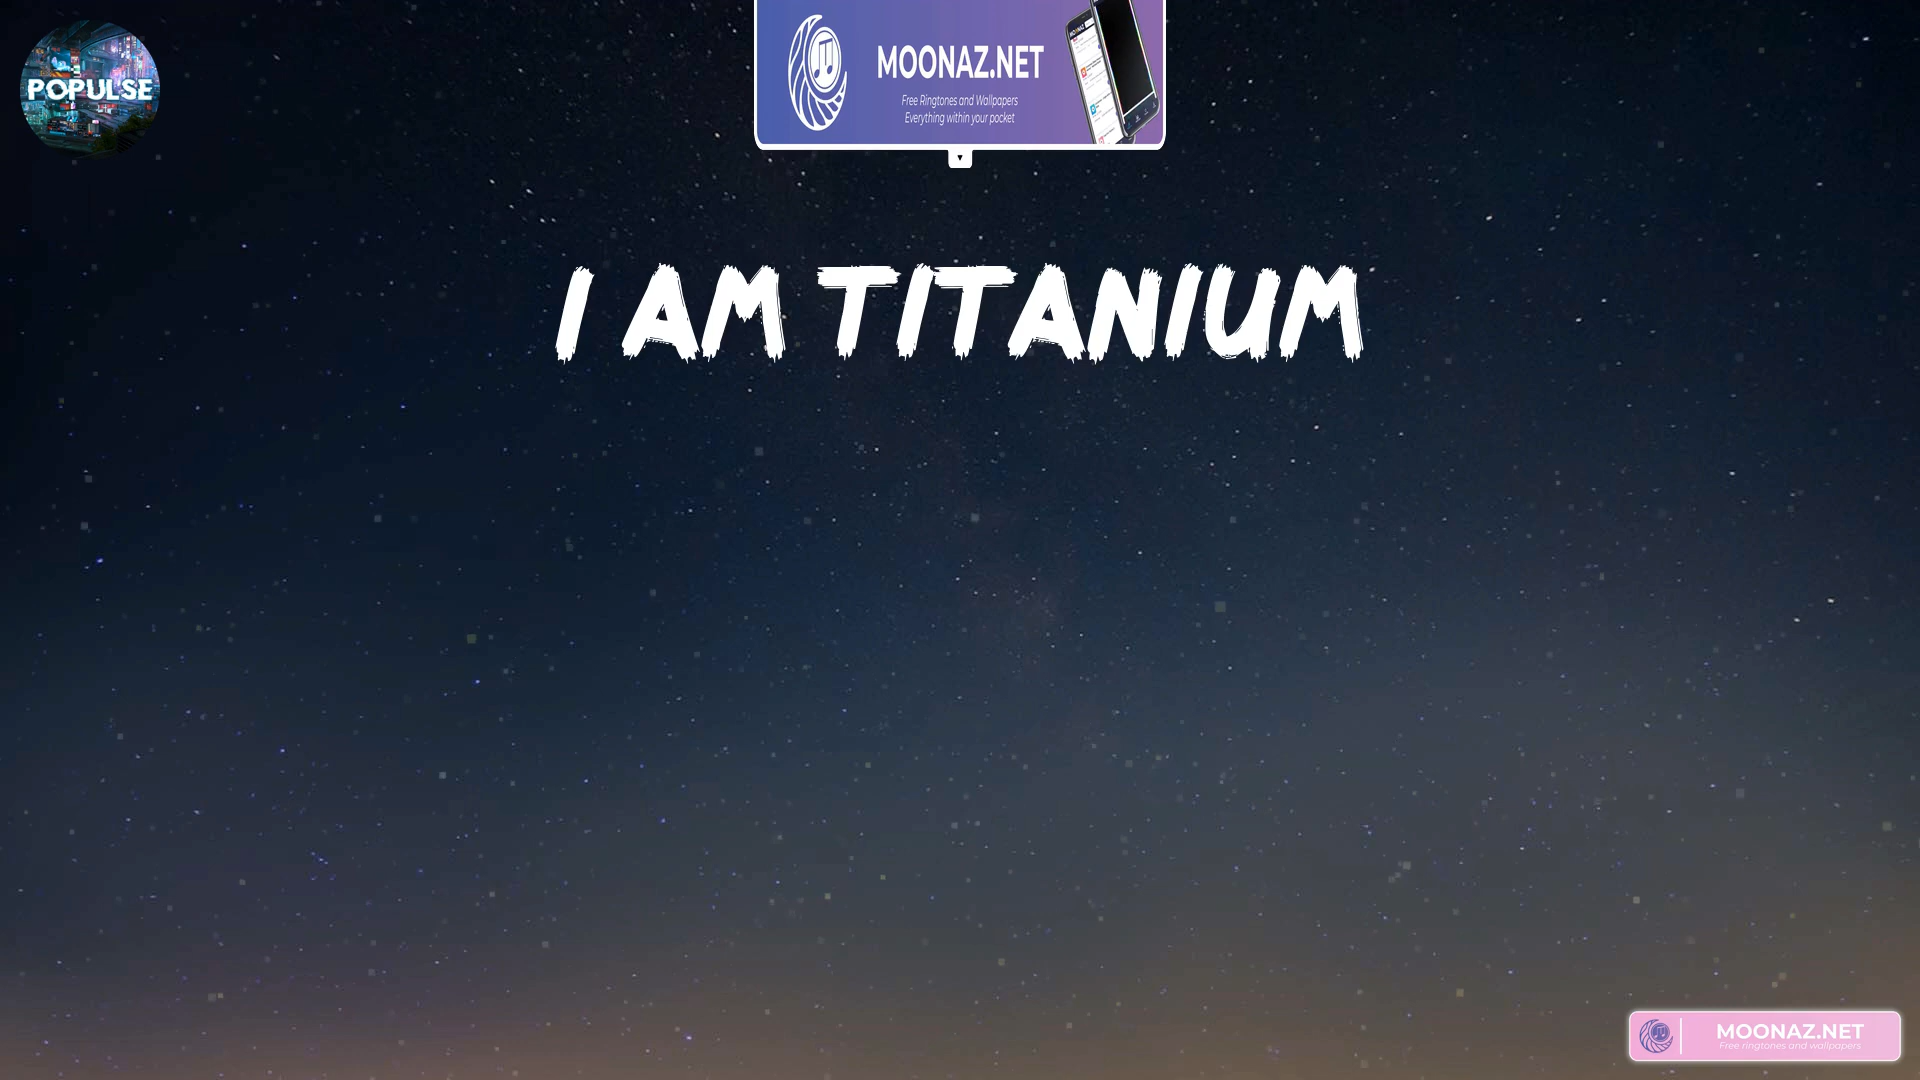 POPULSE
MOONAZ.NET
Free Ringtones and Wallpapers
Everything within your pocket
I AM TITANIUM
MOONAZ.NET
Free ringtones and wallpapers